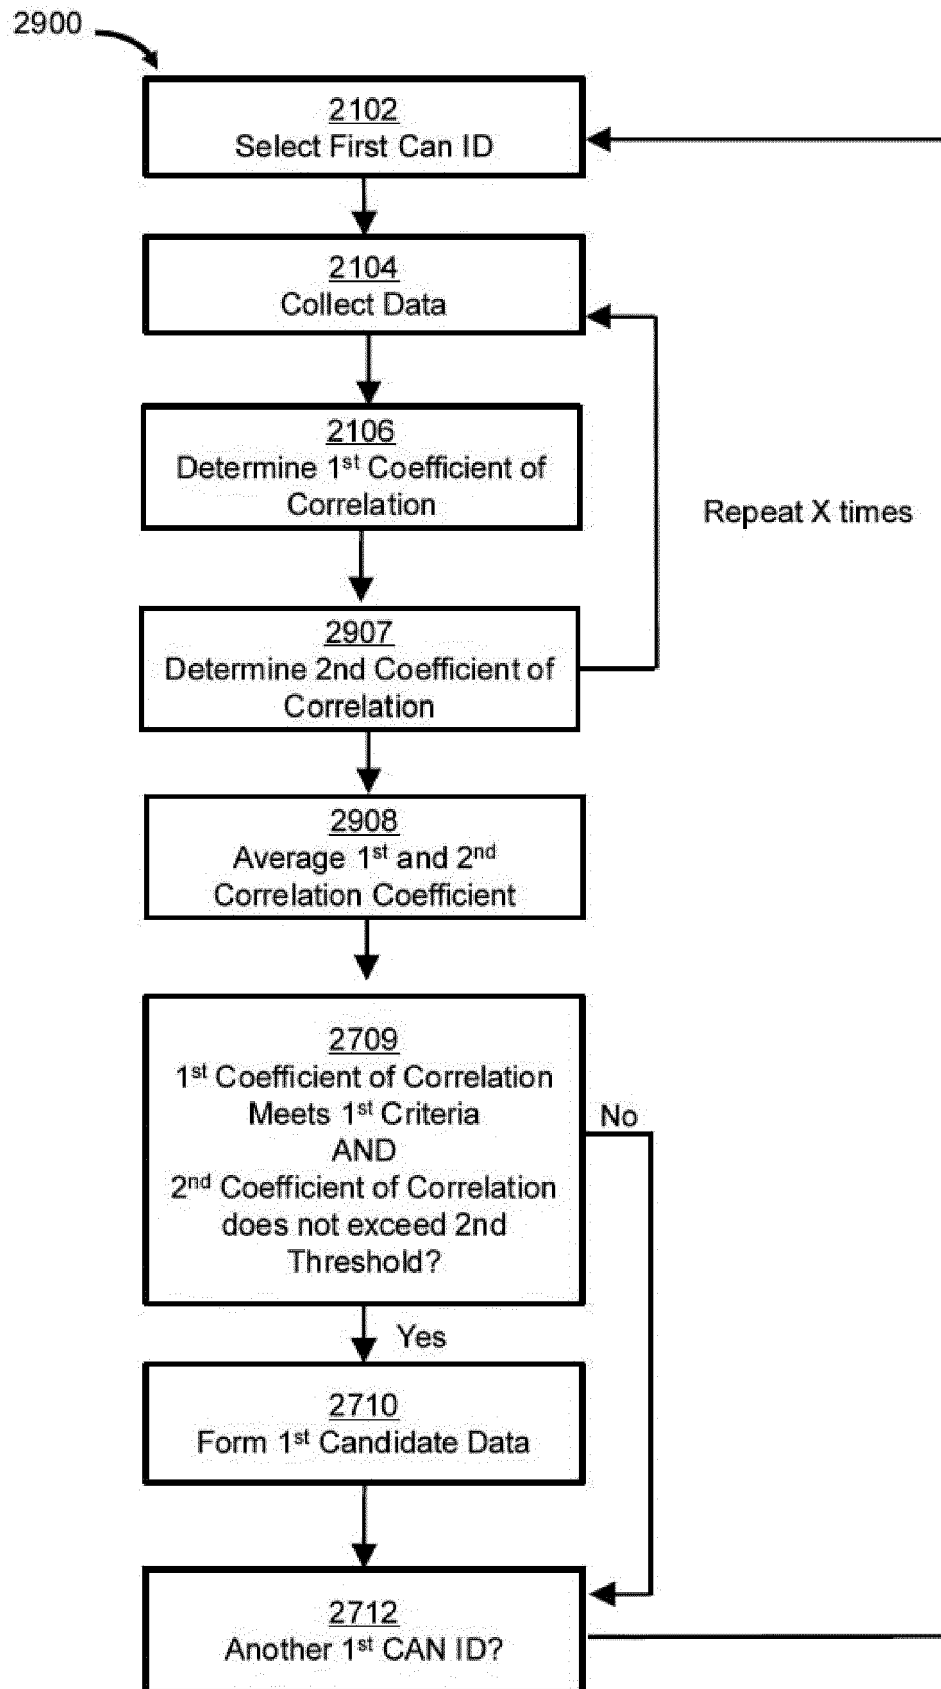 2900
2102
Select First Can ID
2104
Collect Data
2106
Determine 1st Coefficient of
Correlation
Repeat X times
2907
Determine 2nd Coefficient of
Correlation
2908
Average 1st and 2nd
Correlation Coefficient
2709
1st Coefficient of Correlation
Meets 1st Criteria
AND
2nd Coefficient of Correlation
does not exceed 2nd
Threshold?
No
Yes
2710
Form 1st Candidate Data
2712
Another 1st CAN ID?